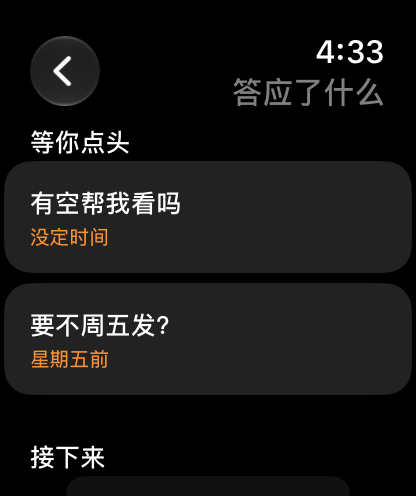 4:33
答应了什么
等你点头
有空帮我看吗
没定时间
要不周五发?
星期五前
接下来